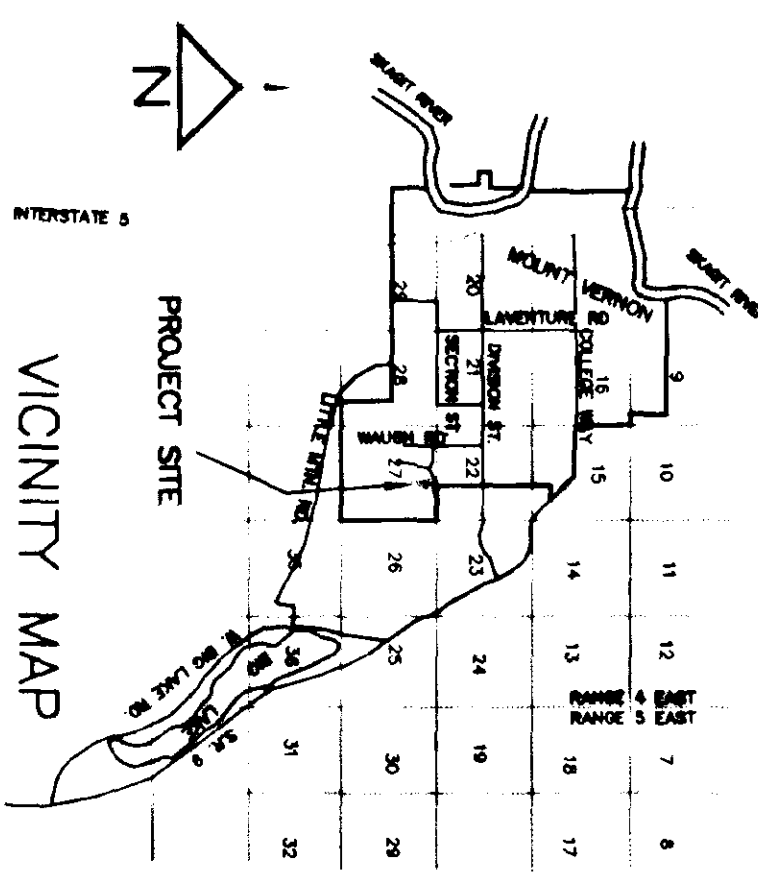 SKAGIT RIVER
9 10 11 12 7 8
RANGE 4 EAST
RANGE 5 EAST
16 15 14 13 18 17
COLLEGE WAY
MOUNT VERNON
LAVENTURE RD
SKAGIT RIVER
20 21 22 23 24 19
DIVISION ST.
SECTION ST.
WAUGH RD
29 28 27 26 25 30 29
LITTLE MTN. RD.
35 36 31 32
BIG LAKE
S.R. 9
W. BIG LAKE RD.
PROJECT SITE
N
INTERSTATE 5
VICINITY MAP